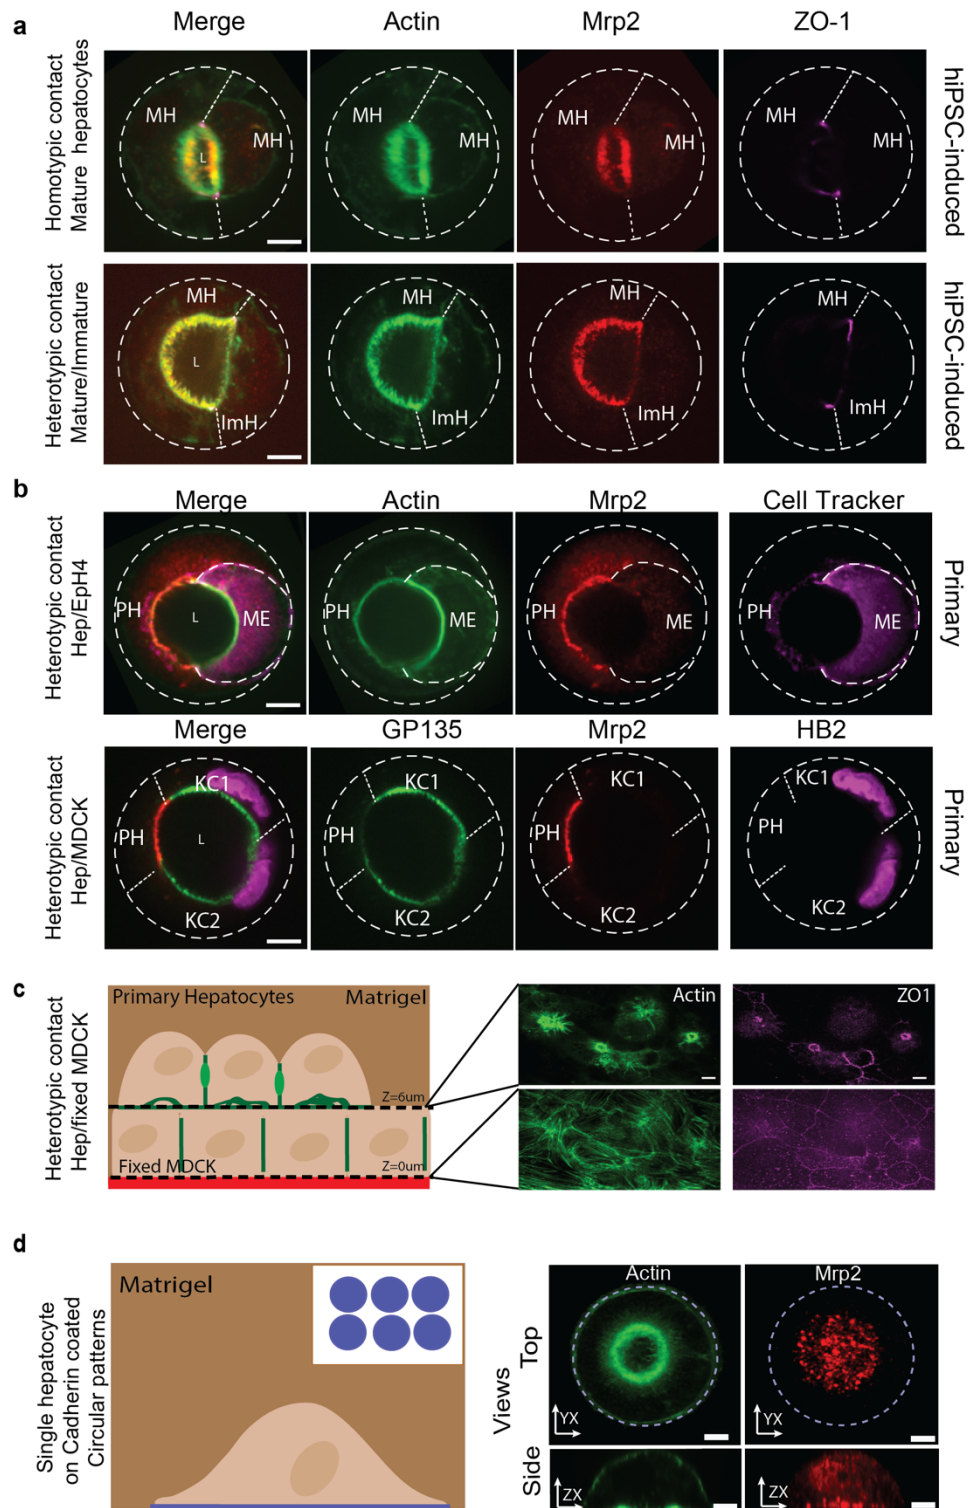 a
Merge Actin Mrp2 ZO-1
Homotypic contact
Mature hepatocytes
MH
MH
L
MH
MH
MH
MH
MH
MH
hiPSC-induced
Heterotypic contact
Mature/Immature
MH
L
ImH
MH
ImH
MH
ImH
MH
ImH
hiPSC-induced
b
Merge Actin Mrp2 Cell Tracker
Heterotypic contact
Hep/EpH4
PH
L
ME
PH
ME
PH
ME
PH
ME
Primary
Merge GP135 Mrp2 HB2
Heterotypic contact
Hep/MDCK
KC1
PH
L
KC2
KC1
PH
KC2
KC1
PH
KC2
KC1
PH
KC2
Primary
c
Heterotypic contact
Hep/fixed MDCK
Primary Hepatocytes Matrigel
Z=6um
Fixed MDCK
Z=0um
Actin
ZO1
d
Single hepatocyte
on Cadherin coated
Circular patterns
Matrigel
Views
Top
Side
Actin
Mrp2
YX
YX
ZX
ZX